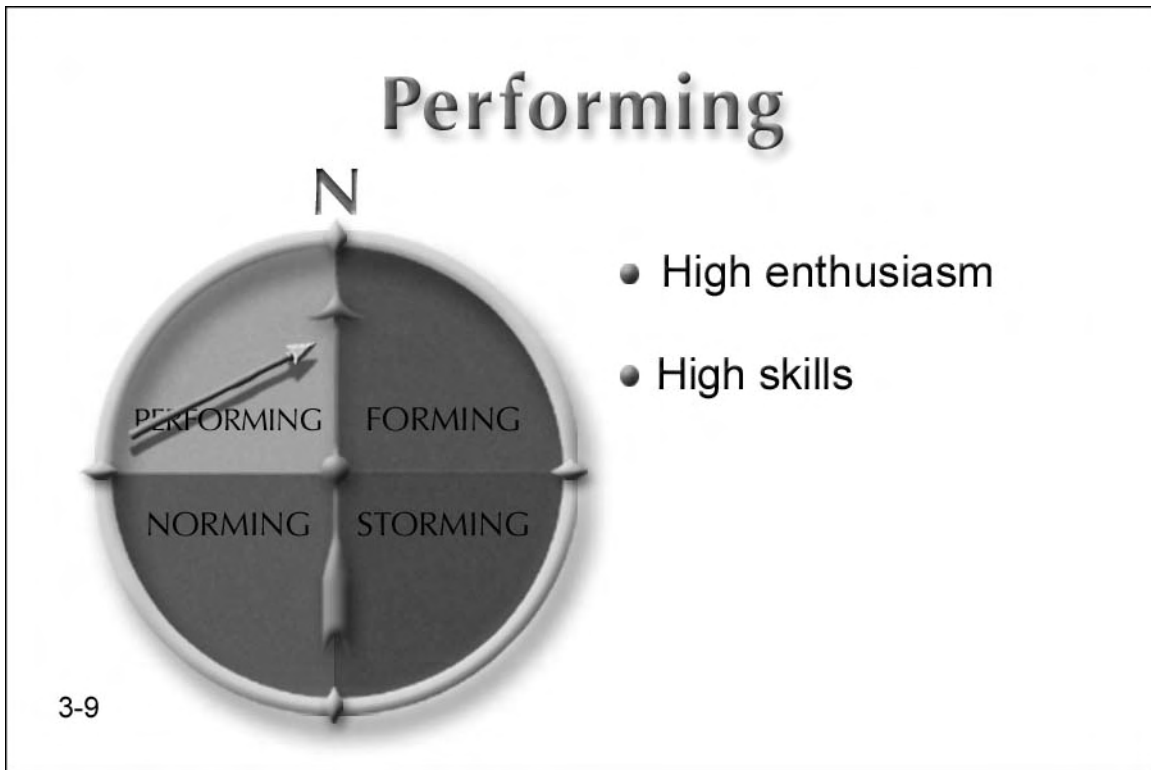 Performing
N
• High enthusiasm
• High skills
PERFORMING FORMING
NORMING STORMING
3-9